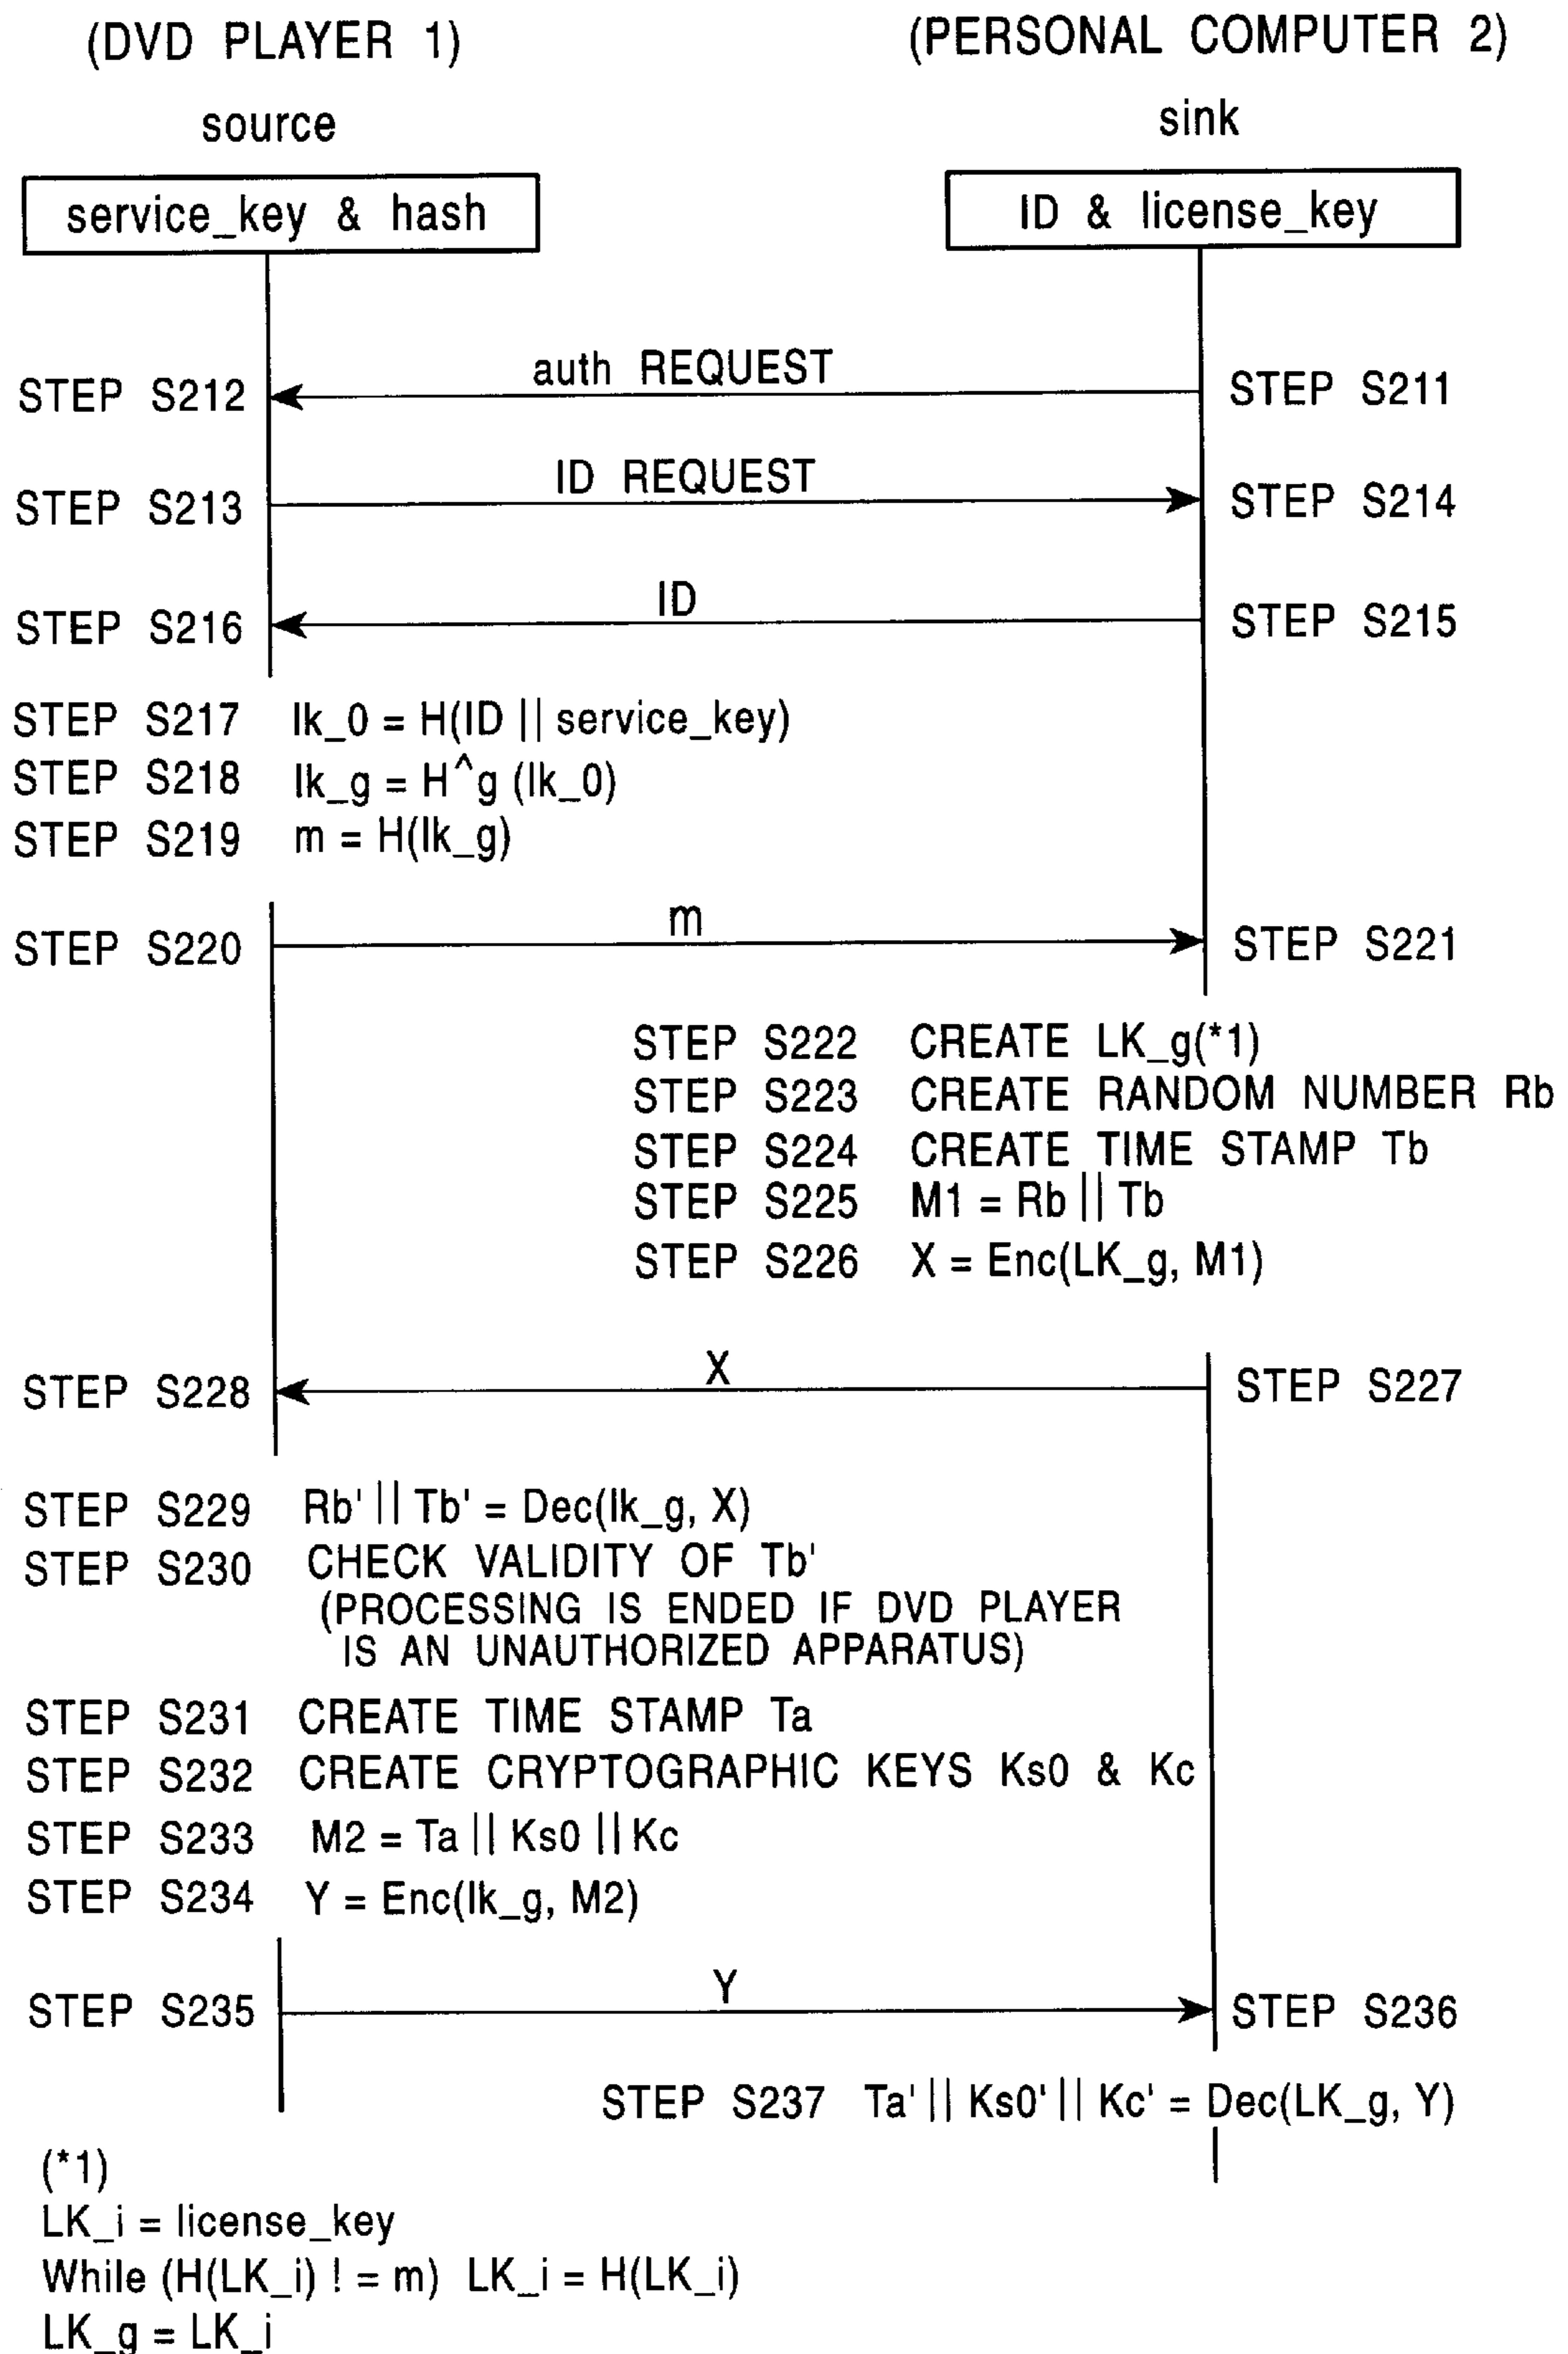 (DVD PLAYER 1)
(PERSONAL COMPUTER 2)
source
sink
service_key & hash
ID & license_key
auth REQUEST
STEP S212
STEP S211
ID REQUEST
STEP S213
STEP S214
ID
STEP S216
STEP S215
STEP S217 lk_0 = H(ID || service_key)
STEP S218 lk_g = H^g (lk_0)
STEP S219 m = H(lk_g)
m
STEP S220
STEP S221
STEP S222 CREATE LK_g(*1)
STEP S223 CREATE RANDOM NUMBER Rb
STEP S224 CREATE TIME STAMP Tb
STEP S225 M1 = Rb || Tb
STEP S226 X = Enc(LK_g, M1)
X
STEP S228
STEP S227
STEP S229 Rb' || Tb' = Dec(lk_g, X)
STEP S230 CHECK VALIDITY OF Tb'
(PROCESSING IS ENDED IF DVD PLAYER
IS AN UNAUTHORIZED APPARATUS)
STEP S231 CREATE TIME STAMP Ta
STEP S232 CREATE CRYPTOGRAPHIC KEYS Ks0 & Kc
STEP S233 M2 = Ta || Ks0 || Kc
STEP S234 Y = Enc(lk_g, M2)
Y
STEP S235
STEP S236
STEP S237 Ta' || Ks0' || Kc' = Dec(LK_g, Y)
(*1)
LK_i = license_key
While (H(LK_i) ! = m) LK_i = H(LK_i)
LK_g = LK_i